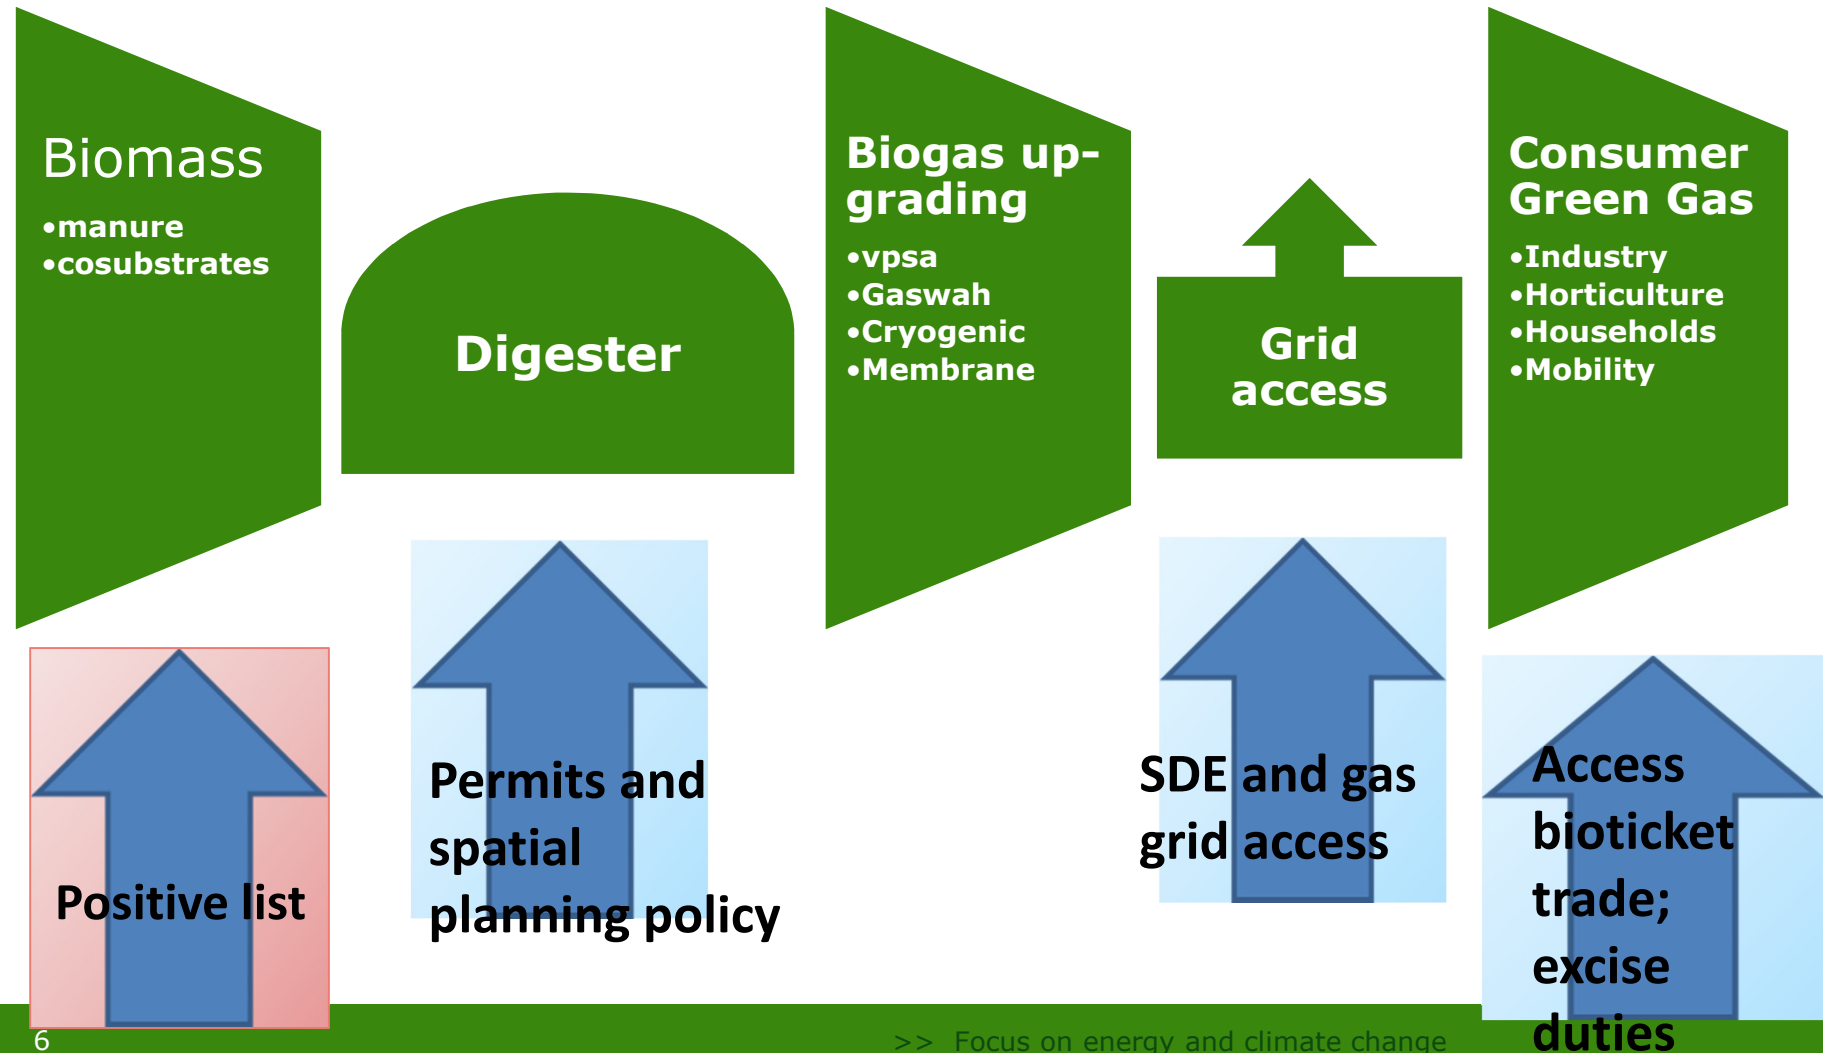 Biomass
•manure
•cosubstrates
Digester
Biogas up-
grading
•vpsa
•Gaswah
•Cryogenic
•Membrane
Grid
access
Consumer
Green Gas
•Industry
•Horticulture
•Households
•Mobility
Positive list
Permits and
spatial
planning policy
SDE and gas
grid access
Access
bioticket
trade;
excise
duties
6
>> Focus on energy and climate change